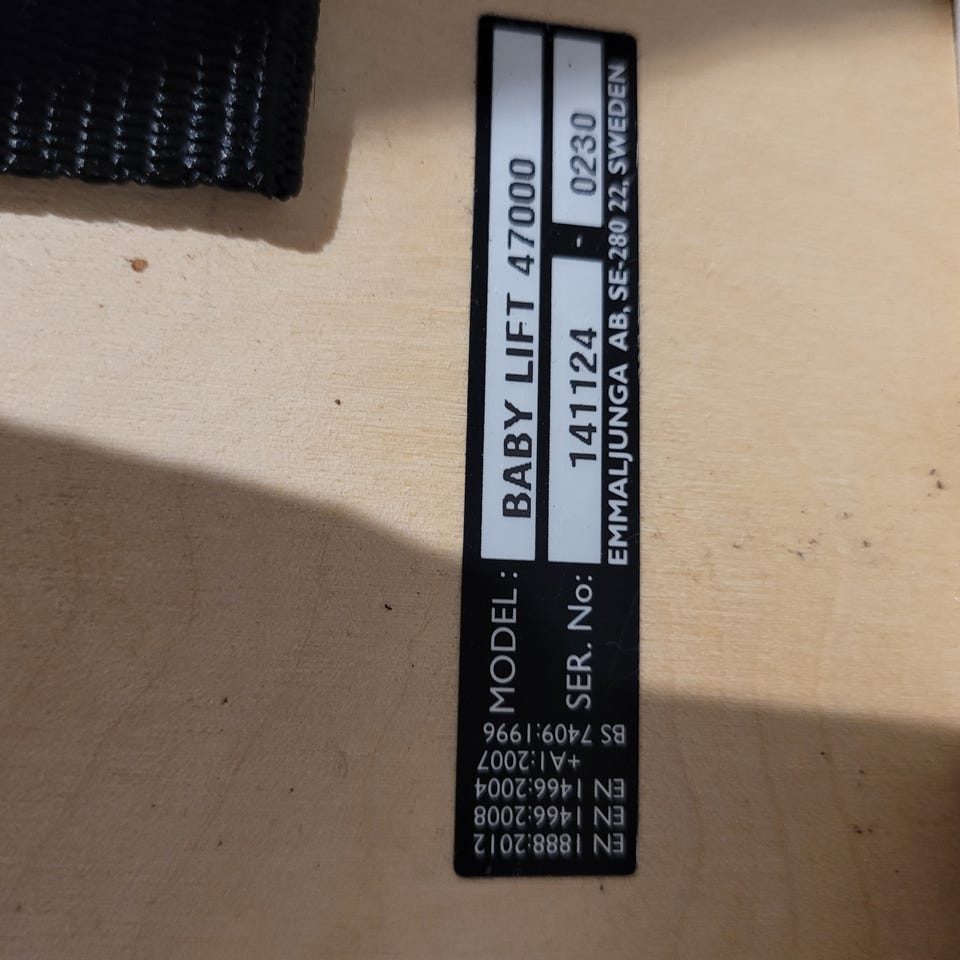 MODEL: BABY LIFT 47000
SER. No: 141124 - 0230
EMMALJUNGA AB, SE-280 22, SWEDEN
EN 1888:2012
EN 1466:2008
EN 1466:2004
+A1:2007
BS 7409:1996